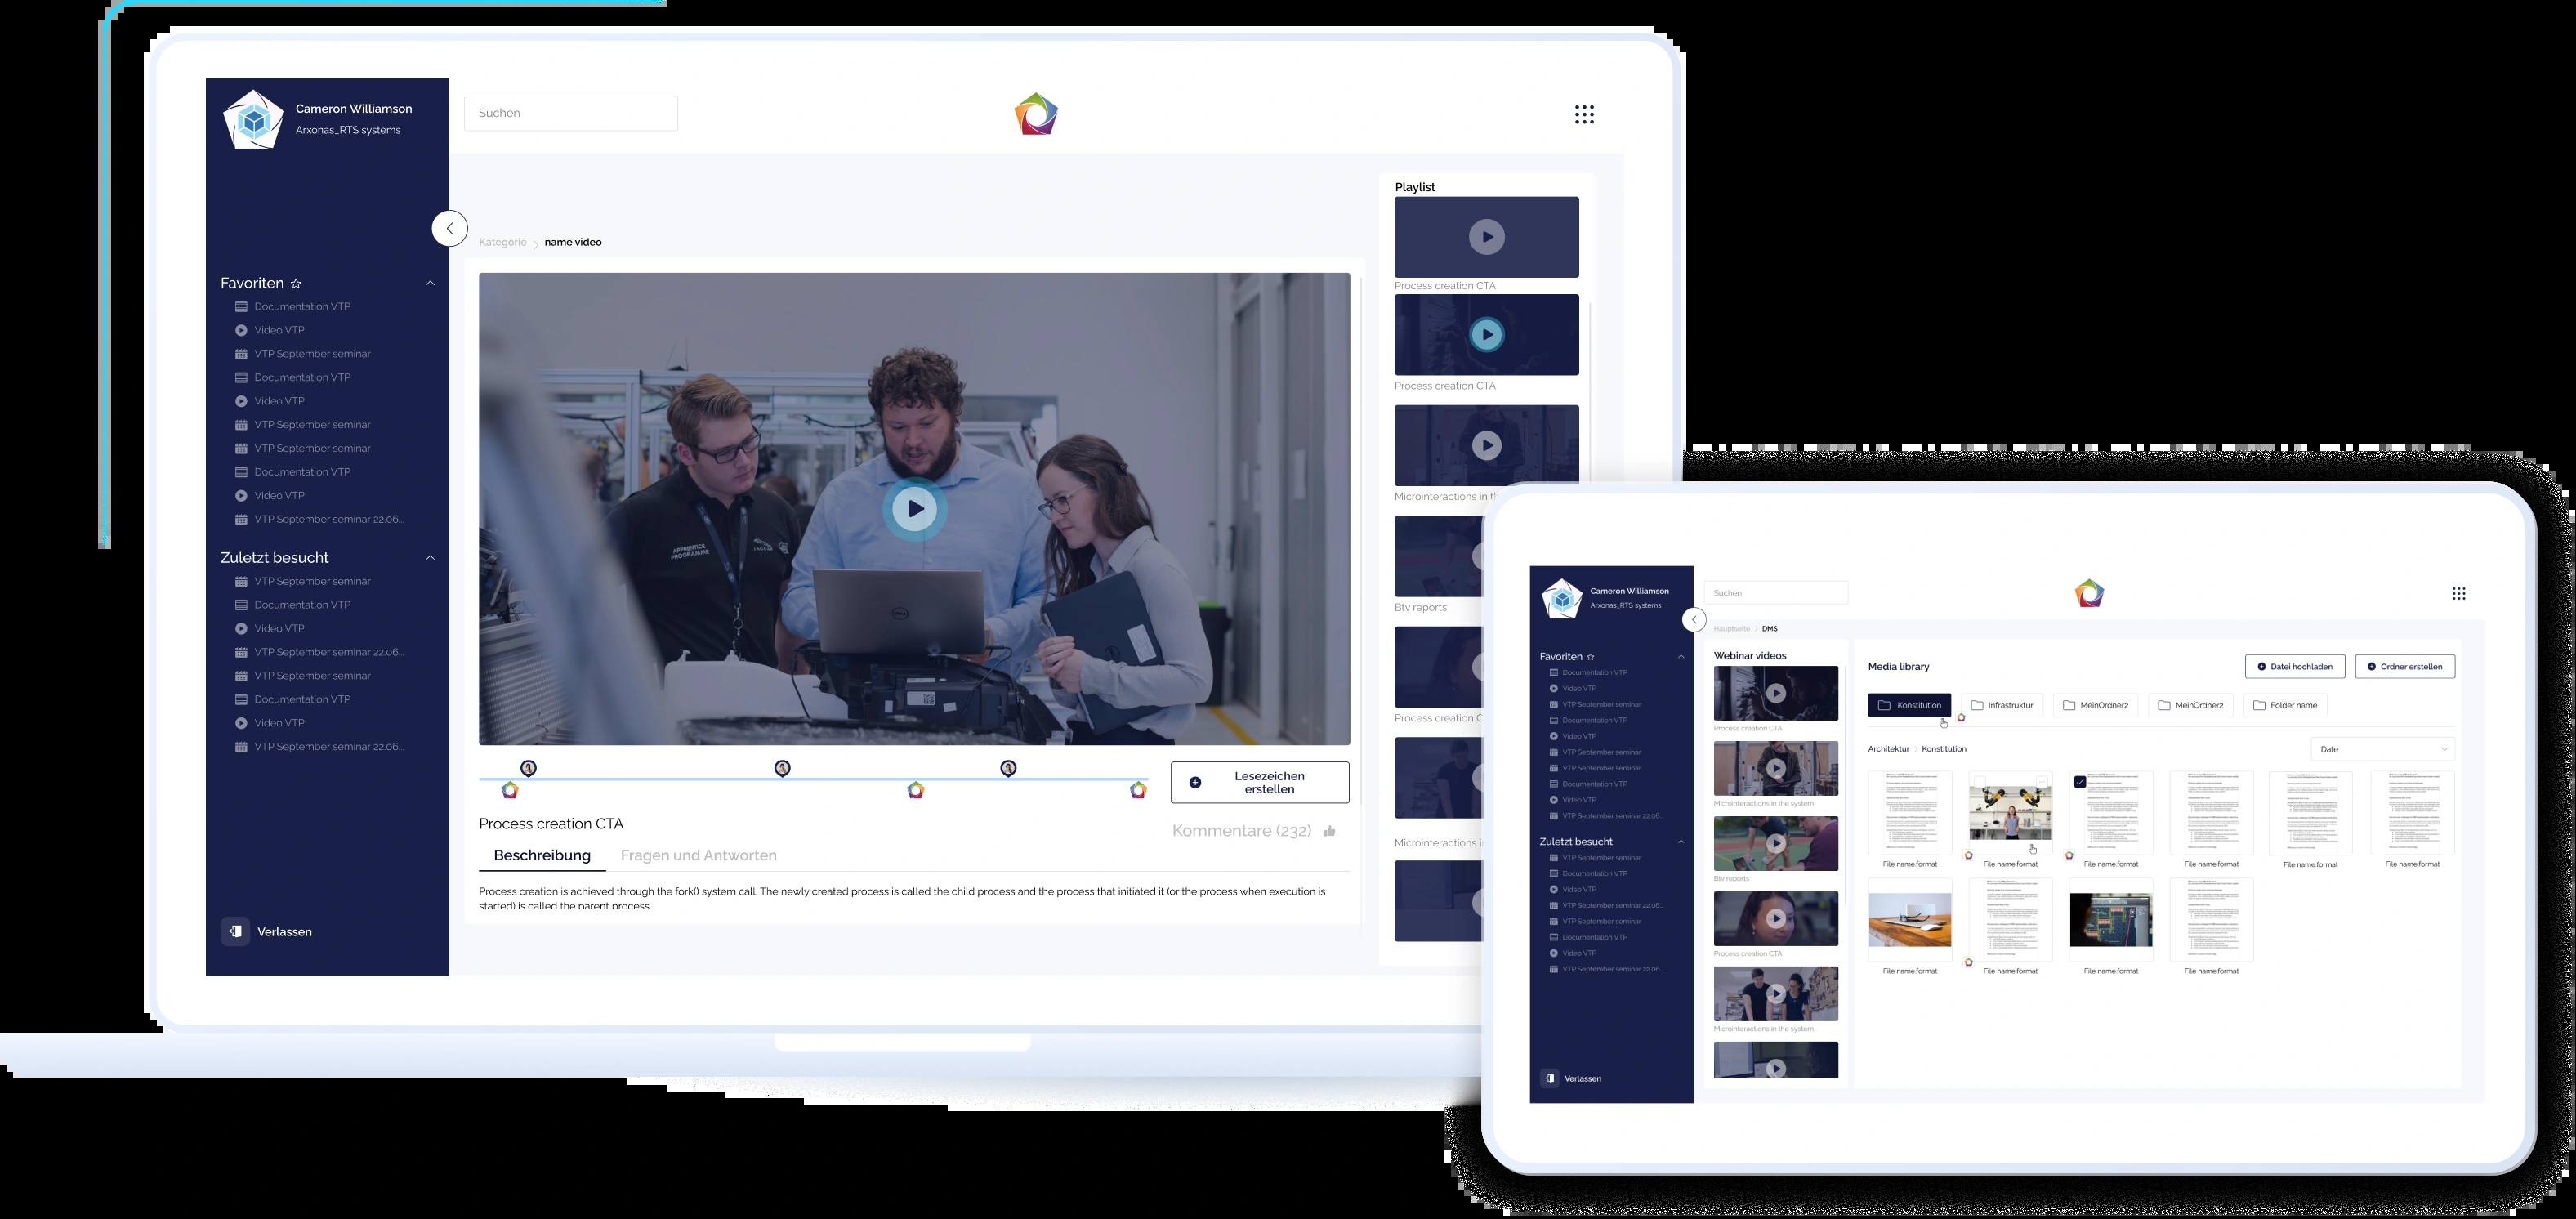 Cameron Williamson
Arxonas_RTS systems
Suchen
Favoriten
Documentation VTP
Video VTP
VTP September seminar
Documentation VTP
Video VTP
VTP September seminar
VTP September seminar
Documentation VTP
Video VTP
VTP September seminar 22.06...
Zuletzt besucht
VTP September seminar
Documentation VTP
Video VTP
VTP September seminar 22.06...
VTP September seminar
Documentation VTP
Video VTP
VTP September seminar 22.06...
Verlassen
Kategorie
name video
APPRENTICE
PROGRAMME
JAGUAR
DELL
Lesezeichen
erstellen
Process creation CTA
Kommentare (232)
Beschreibung
Fragen und Antworten
Process creation is achieved through the fork() system call. The newly created process is called the child process and the process that initiated it (or the process when execution is
started) is called the parent process.
Playlist
Process creation CTA
Process creation CTA
Microinteractions in th
Btv reports
Process creation C
Microinteractions i
Cameron Williamson
Arxonas_RTS systems
Suchen
Favoriten
Documentation VTP
Video VTP
VTP September seminar
Documentation VTP
Video VTP
VTP September seminar
VTP September seminar
Documentation VTP
Video VTP
VTP September seminar 22.06...
Zuletzt besucht
VTP September seminar
Documentation VTP
Video VTP
VTP September seminar 22.06...
VTP September seminar
Documentation VTP
Video VTP
VTP September seminar 22.06...
Verlassen
Hauptseite
DMS
Webinar videos
Process creation CTA
Microinteractions in the system
Btv reports
Process creation CTA
Microinteractions in the system
Media library
Datei hochladen
Ordner erstellen
Konstitution
Infrastruktur
MeinOrdner2
MeinOrdner2
Folder name
Architektur
Konstitution
Date
File name.format
File name.format
File name.format
File name.format
File name.format
File name.format
File name.format
File name.format
File name.format
File name.format